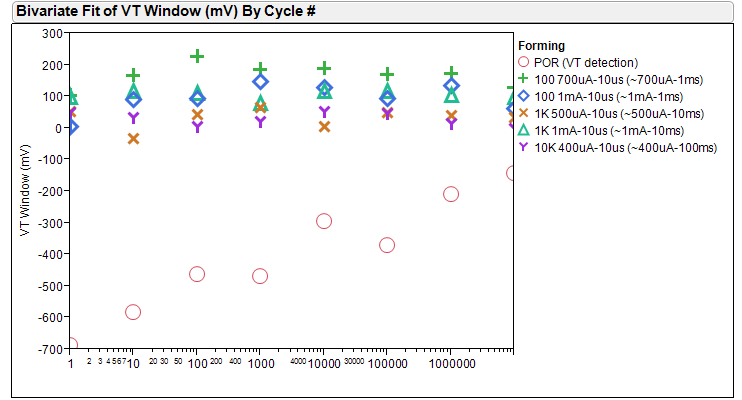 Bivariate Fit of VT Window (mV) By Cycle #
300
200
100
0
-100
-200
-300
-400
-500
-600
-700
VT Window (mV)
1 2 3 4 5 6 7 10 20 30 50 100 200 400 1000 4000 10000 30000 100000 1000000
Forming
POR (VT detection)
100 700uA-10us (~700uA-1ms)
100 1mA-10us (~1mA-1ms)
1K 500uA-10us (~500uA-10ms)
1K 1mA-10us (~1mA-10ms)
10K 400uA-10us (~400uA-100ms)